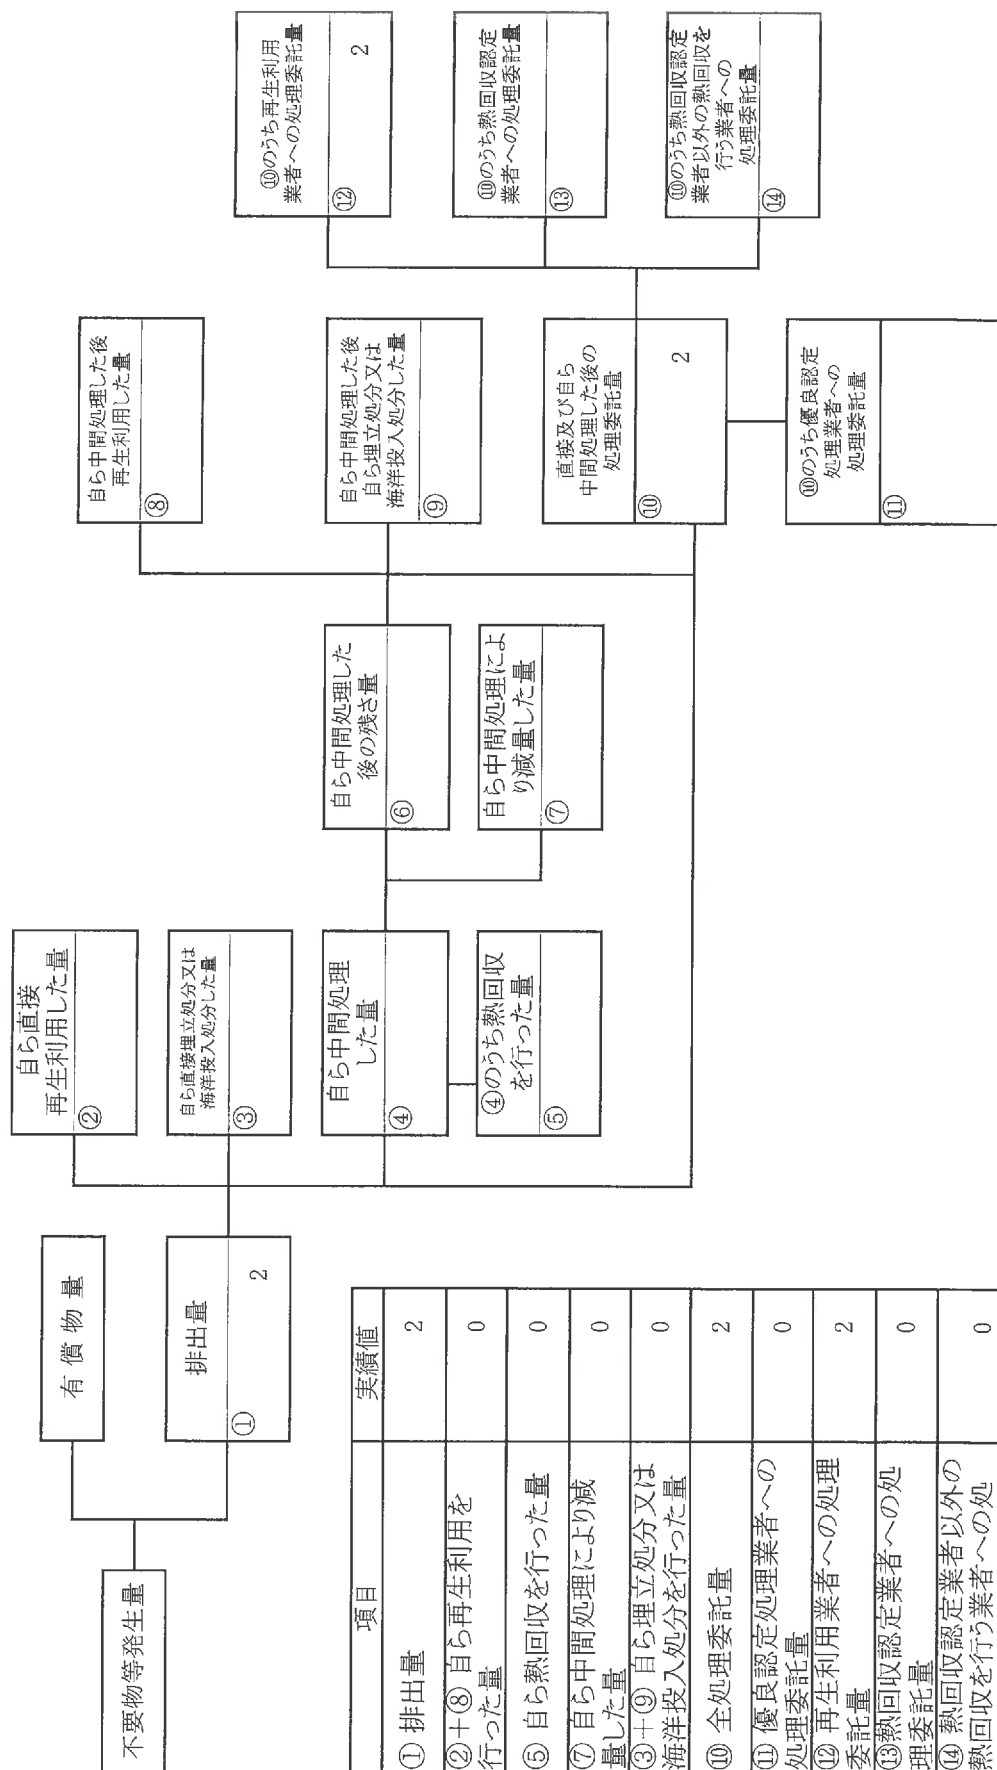 不要物等発生量
有償物量
排出量
①
2
自ら直接
再生利用した量
②
自ら直接埋立処分又は
海洋投入処分した量
③
自ら中間処理
した量
④
④のうち熱回収
を行った量
⑤
自ら中間処理した
後の残さ量
⑥
自ら中間処理によ
り減量した量
⑦
自ら中間処理した後
再生利用した量
⑧
自ら中間処理した後
自ら埋立処分又は
海洋投入処分した量
⑨
直接及び自ら
中間処理した後の
処理委託量
⑩
2
⑩のうち優良認定
処理業者への
処理委託量
⑪
⑩のうち再生利用
業者への処理委託量
⑫
2
⑩のうち熱回収認定
業者への処理委託量
⑬
⑩のうち熱回収認定
業者以外の熱回収を
行う業者への
処理委託量
⑭
項目 実績値
① 排出量 2
②+⑧ 自ら再生利用を
行った量 0
⑤ 自ら熱回収を行った量 0
⑦ 自ら中間処理により減
量した量 0
③+⑨ 自ら埋立処分又は
海洋投入処分を行った量 0
⑩ 全処理委託量 2
⑪ 優良認定処理業者への
処理委託量 0
⑫ 再生利用業者への処理
委託量 2
⑬熱回収認定業者への処
理委託量 0
⑭ 熱回収認定業者以外の
熱回収を行う業者への処 0